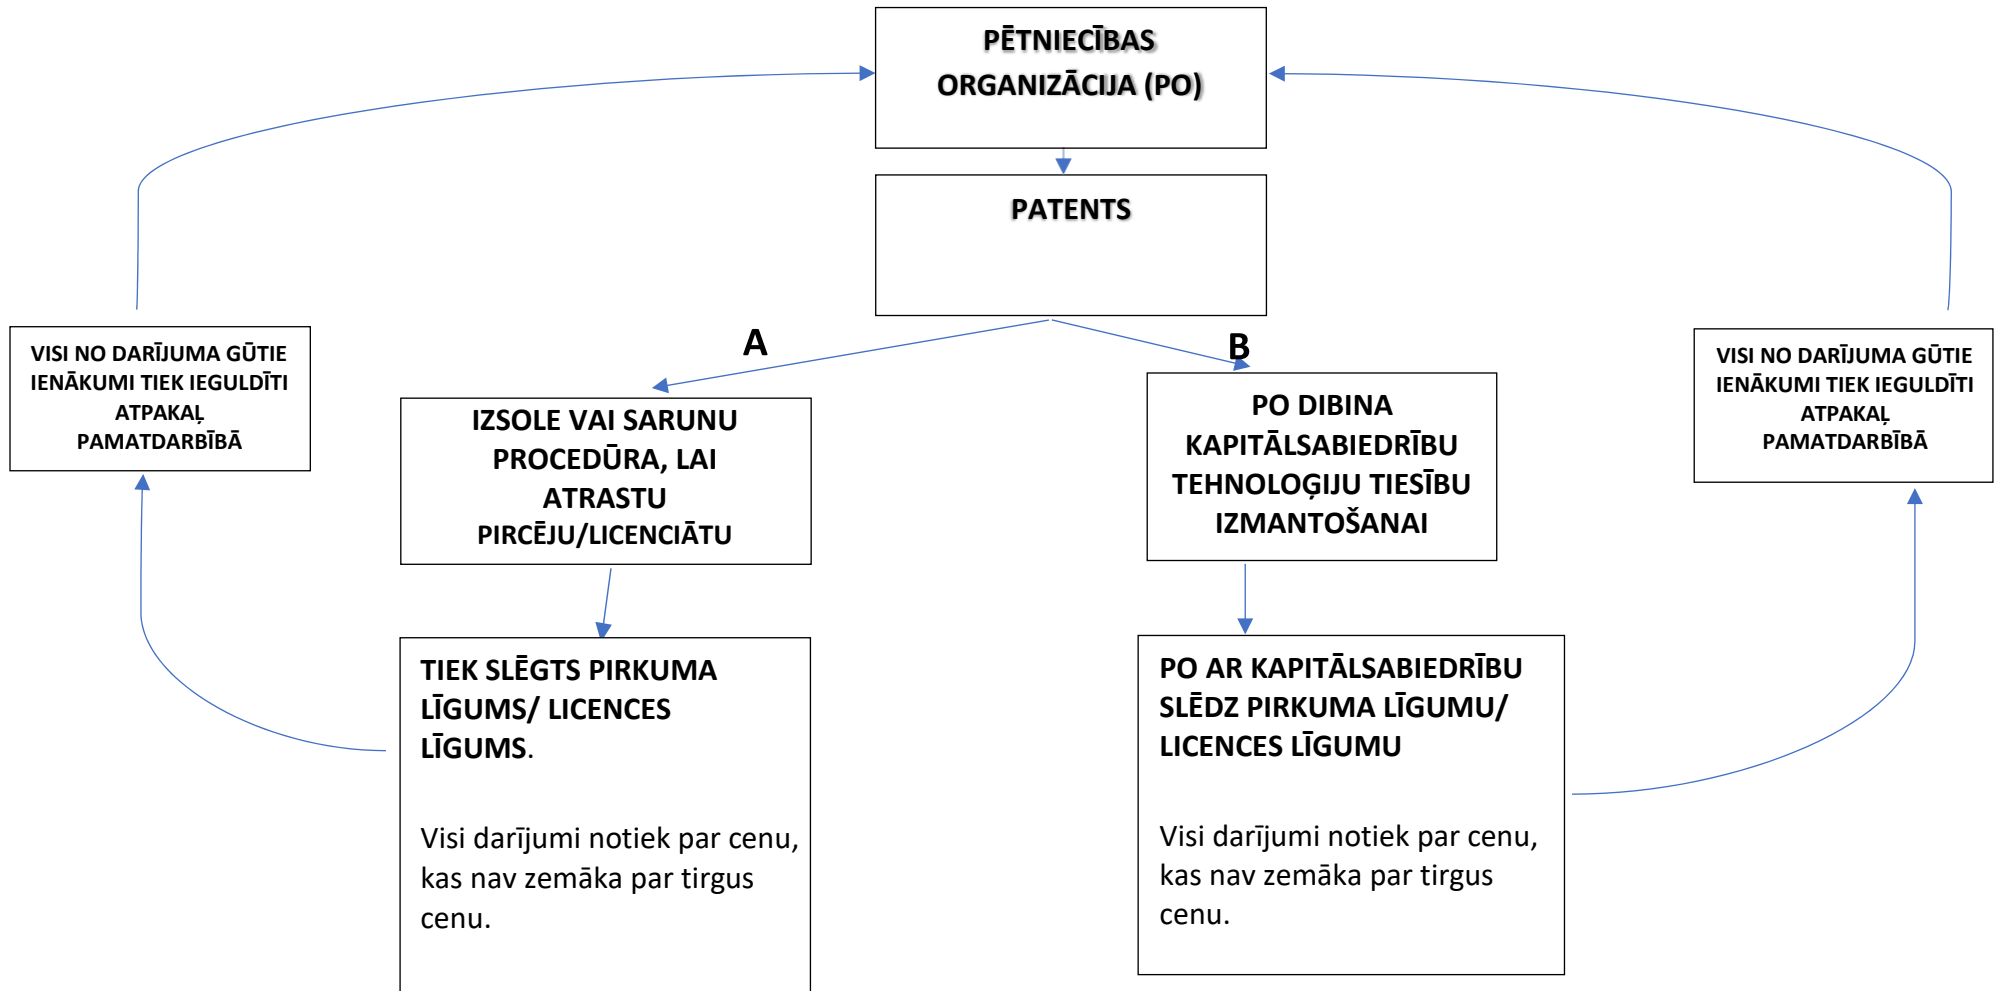 PĒTNIECĪBAS
ORGANIZĀCIJA (PO)
PATENTS
A
B
VISI NO DARĪJUMA GŪTIE
IENĀKUMI TIEK IEGULDĪTI
ATPAKAĻ
PAMATDARBĪBĀ
IZSOLE VAI SARUNU
PROCEDŪRA, LAI
ATRASTU
PIRCĒJU/LICENCIĀTU
PO DIBINA
KAPITĀLSABIEDRĪBU
TEHNOLOĢIJU TIESĪBU
IZMANTOŠANAI
VISI NO DARĪJUMA GŪTIE
IENĀKUMI TIEK IEGULDĪTI
ATPAKAĻ
PAMATDARBĪBĀ
TIEK SLĒGTS PIRKUMA
LĪGUMS/ LICENCES
LĪGUMS.
Visi darījumi notiek par cenu,
kas nav zemāka par tirgus
cenu.
PO AR KAPITĀLSABIEDRĪBU
SLĒDZ PIRKUMA LĪGUMU/
LICENCES LĪGUMU
Visi darījumi notiek par cenu,
kas nav zemāka par tirgus
cenu.